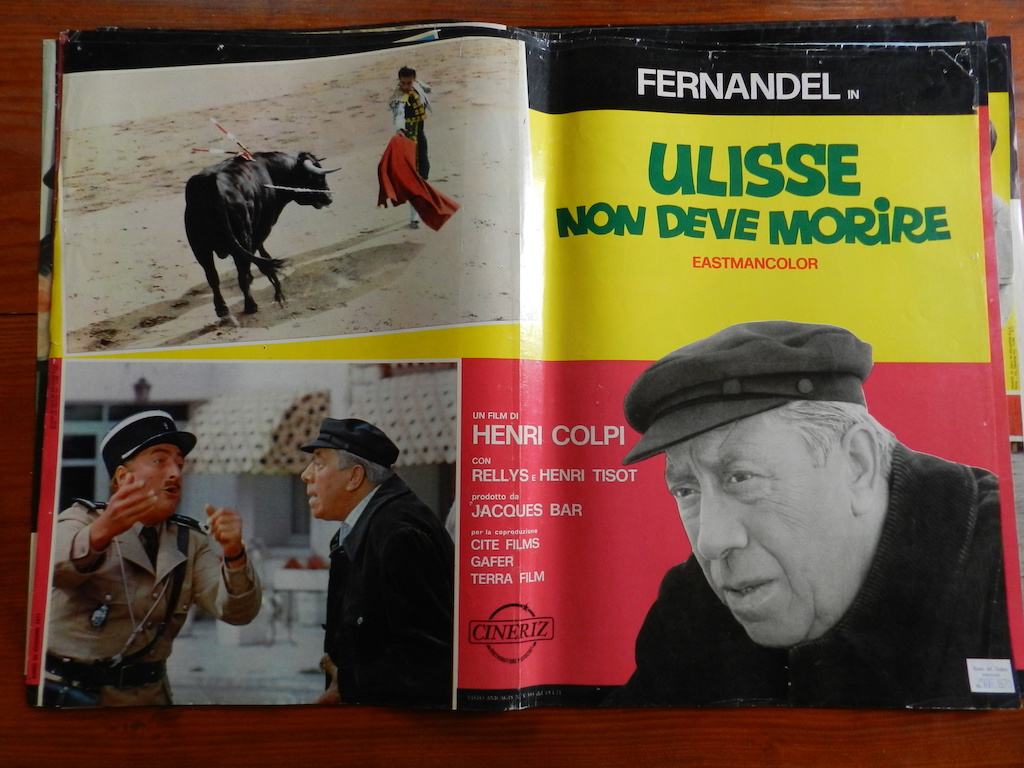 FERNANDEL IN
ULISSE
NON DEVE MORIRE
EASTMANCOLOR
UN FILM DI
HENRI COLPI
CON
RELLYS E HENRI TISOT
prodotto da
JACQUES BAR
per la coproduzione
CITE FILMS
GAFER
TERRA FILM
CINERIZ